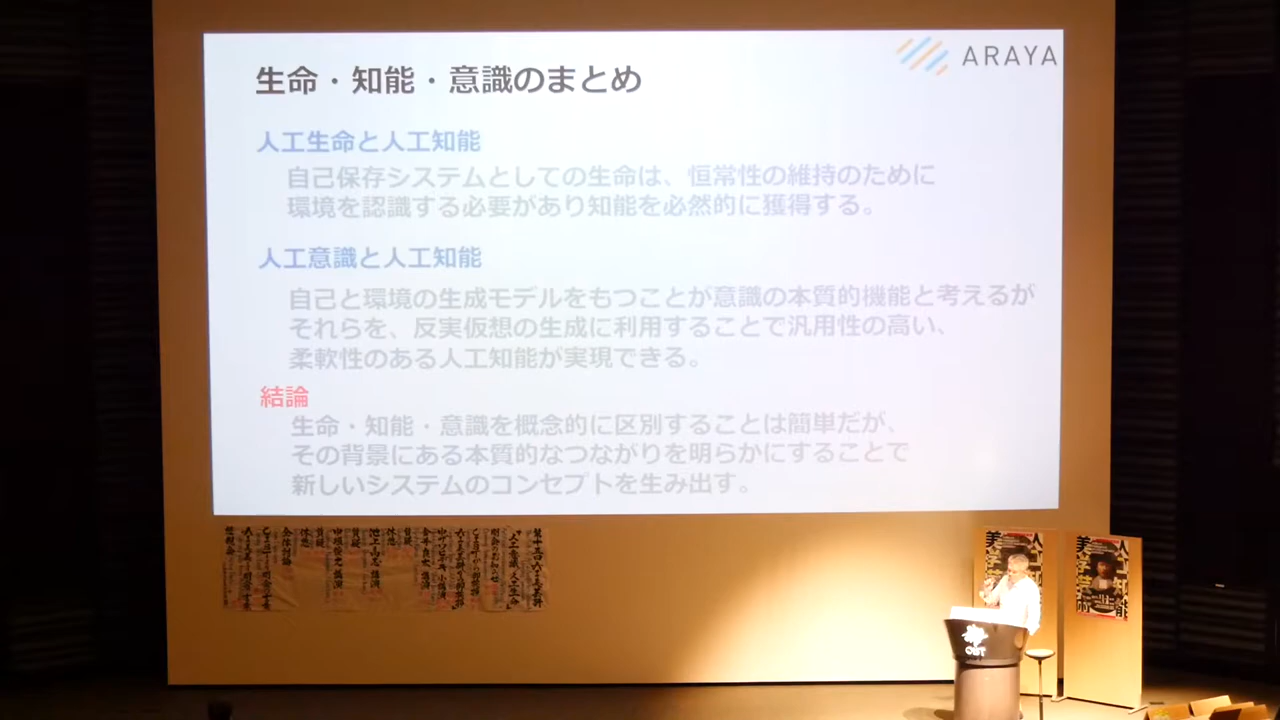 生命・知能・意識のまとめ
ARAYA
人工生命と人工知能
自己保存システムとしての生命は、恒常性の維持のために
環境を認識する必要があり知能を必然的に獲得する。
人工意識と人工知能
自己と環境の生成モデルをもつことが意識の本質的機能と考えるが
それらを、反実仮想の生成に利用することで汎用性の高い、
柔軟性のある人工知能が実現できる。
結論
生命・知能・意識を概念的に区別することは簡単だが、
その背景にある本質的なつながりを明らかにすることで
新しいシステムのコンセプトを生み出す。
人工知能
美学芸術